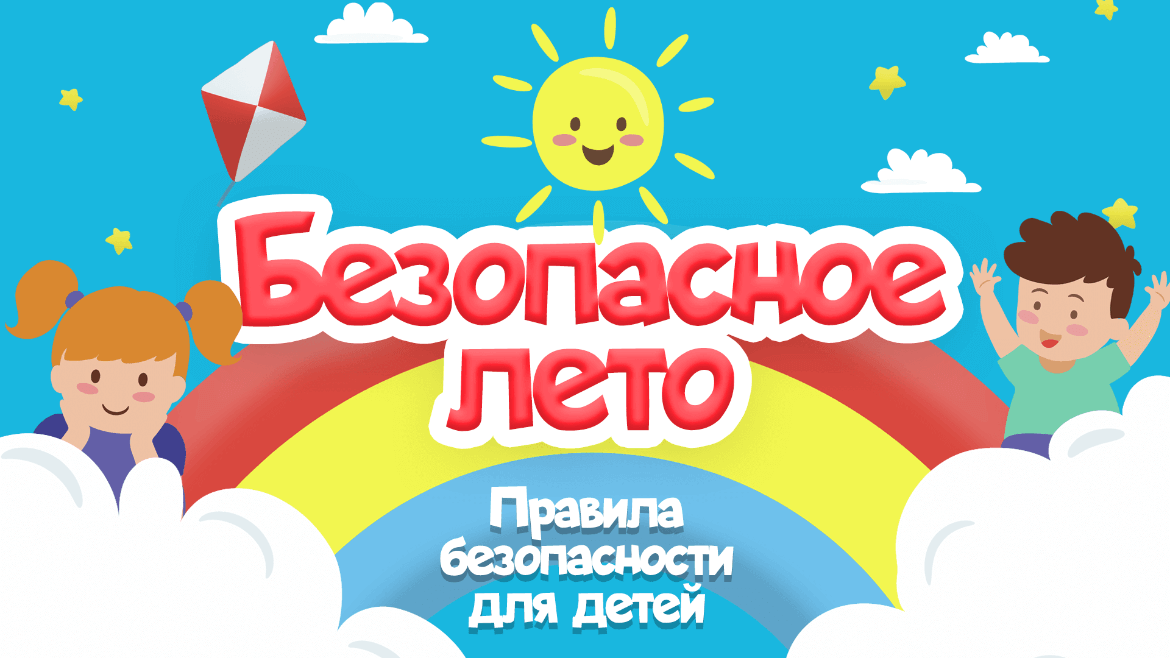 Безопасное
лето
Правила
безопасности
для детей